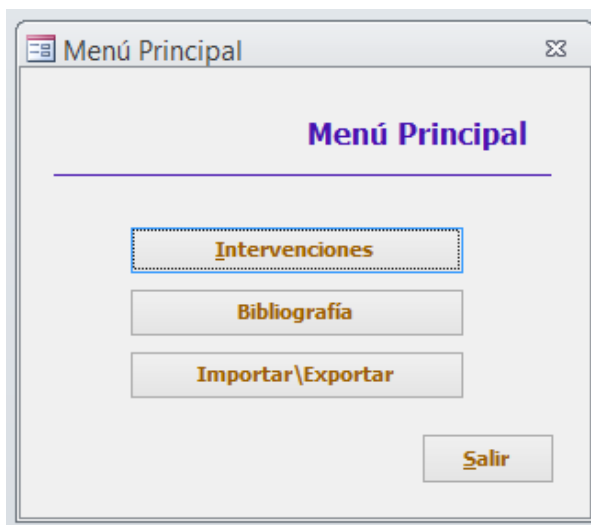 Menú Principal
Menú Principal
Intervenciones
Bibliografía
Importar\Exportar
Salir